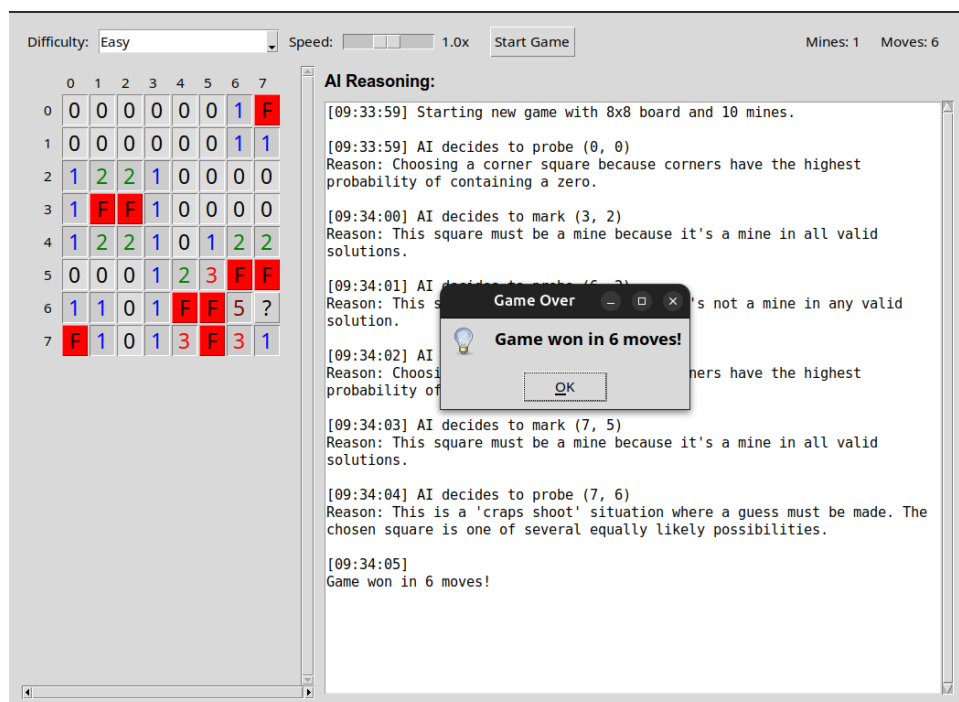 Difficulty: Easy Speed: 1.0x Start Game Mines: 1 Moves: 6
AI Reasoning:
0 1 2 3 4 5 6 7
0 0 0 0 0 0 0 1 F
1 0 0 0 0 0 0 1 1
2 1 2 2 1 0 0 0 0
3 1 F F 1 0 0 0 0
4 1 2 2 1 0 1 2 2
5 0 0 0 1 2 3 F F
6 1 1 0 1 F F 5 ?
7 F 1 0 1 3 F 3 1
[09:33:59] Starting new game with 8x8 board and 10 mines.
[09:33:59] AI decides to probe (0, 0)
Reason: Choosing a corner square because corners have the highest
probability of containing a zero.
[09:34:00] AI decides to mark (3, 2)
Reason: This square must be a mine because it's a mine in all valid
solutions.
[09:34:01] AI
Reason: This s 's not a mine in any valid
solution.
[09:34:02] AI
Reason: Choosi ners have the highest
probability of
[09:34:03] AI decides to mark (7, 5)
Reason: This square must be a mine because it's a mine in all valid
solutions.
[09:34:04] AI decides to probe (7, 6)
Reason: This is a 'craps shoot' situation where a guess must be made. The
chosen square is one of several equally likely possibilities.
[09:34:05]
Game won in 6 moves!
Game Over
Game won in 6 moves!
OK